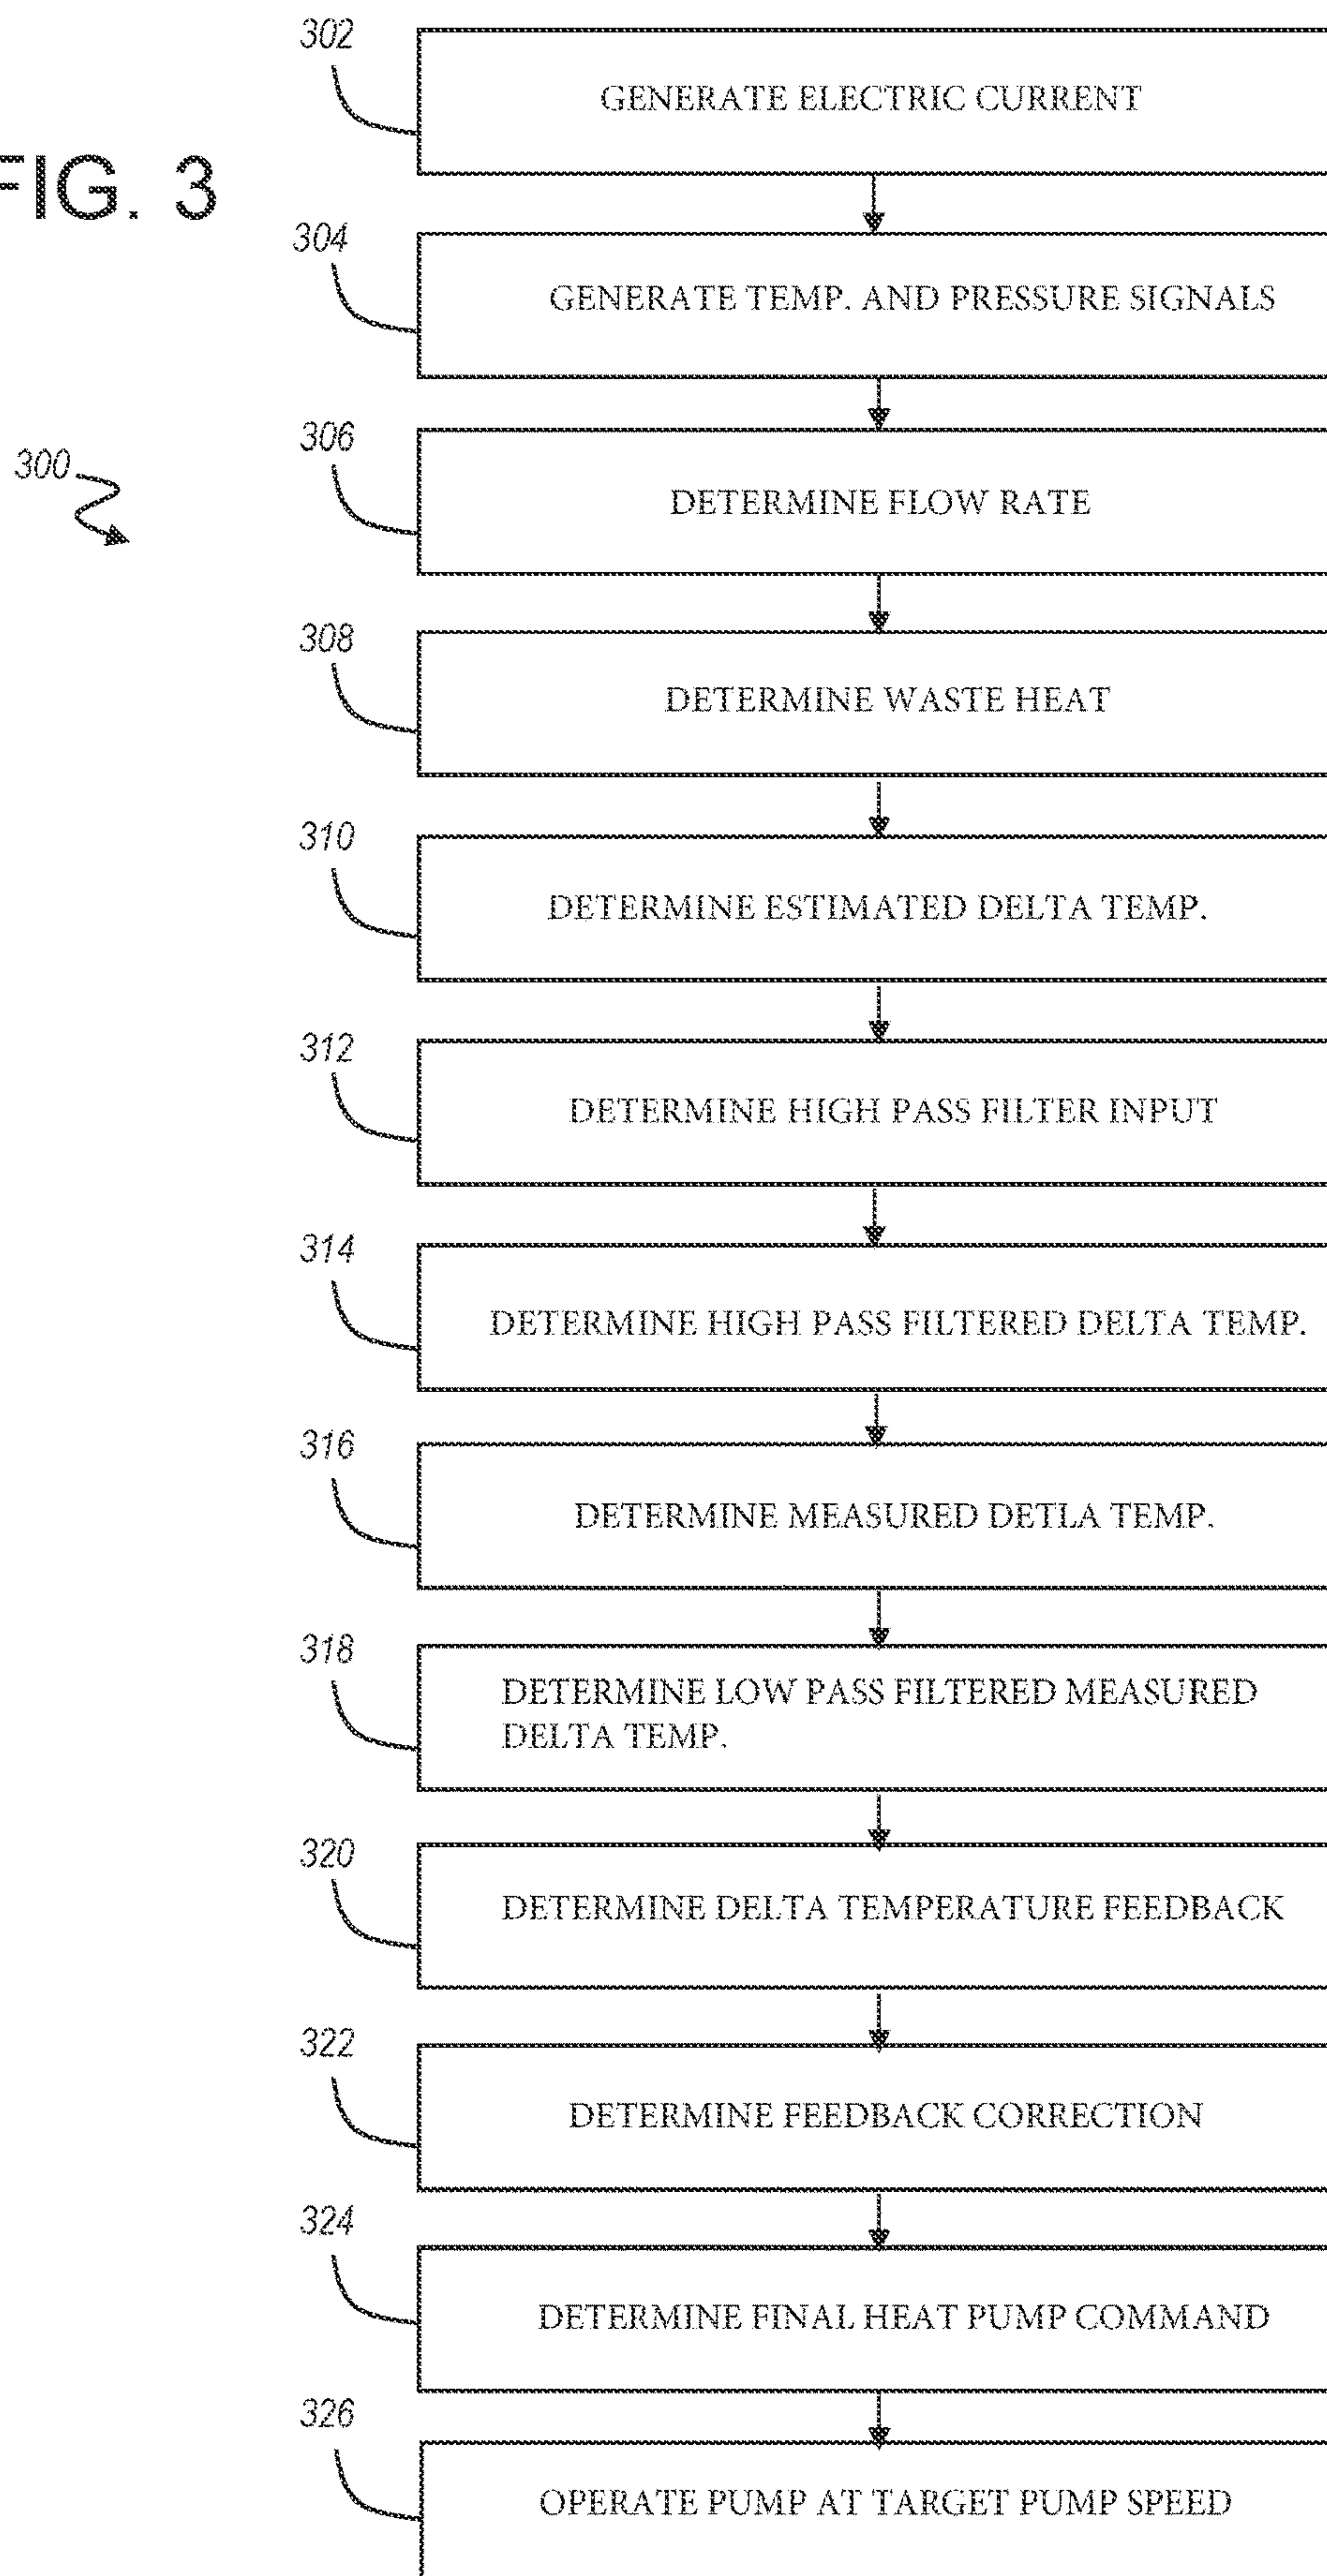 302
GENERATE ELECTRIC CURRENT
FIG. 3
304
GENERATE TEMP. AND PRESSURE SIGNALS
300
306
DETERMINE FLOW RATE
308
DETERMINE WASTE HEAT
310
DETERMINE ESTIMATED DELTA TEMP.
312
DETERMINE HIGH PASS FILTER INPUT
314
DETERMINE HIGH PASS FILTERED DELTA TEMP.
316
DETERMINE MEASURED DETLA TEMP.
318
DETERMINE LOW PASS FILTERED MEASURED
DELTA TEMP.
320
DETERMINE DELTA TEMPERATURE FEEDBACK
322
DETERMINE FEEDBACK CORRECTION
324
DETERMINE FINAL HEAT PUMP COMMAND
326
OPERATE PUMP AT TARGET PUMP SPEED